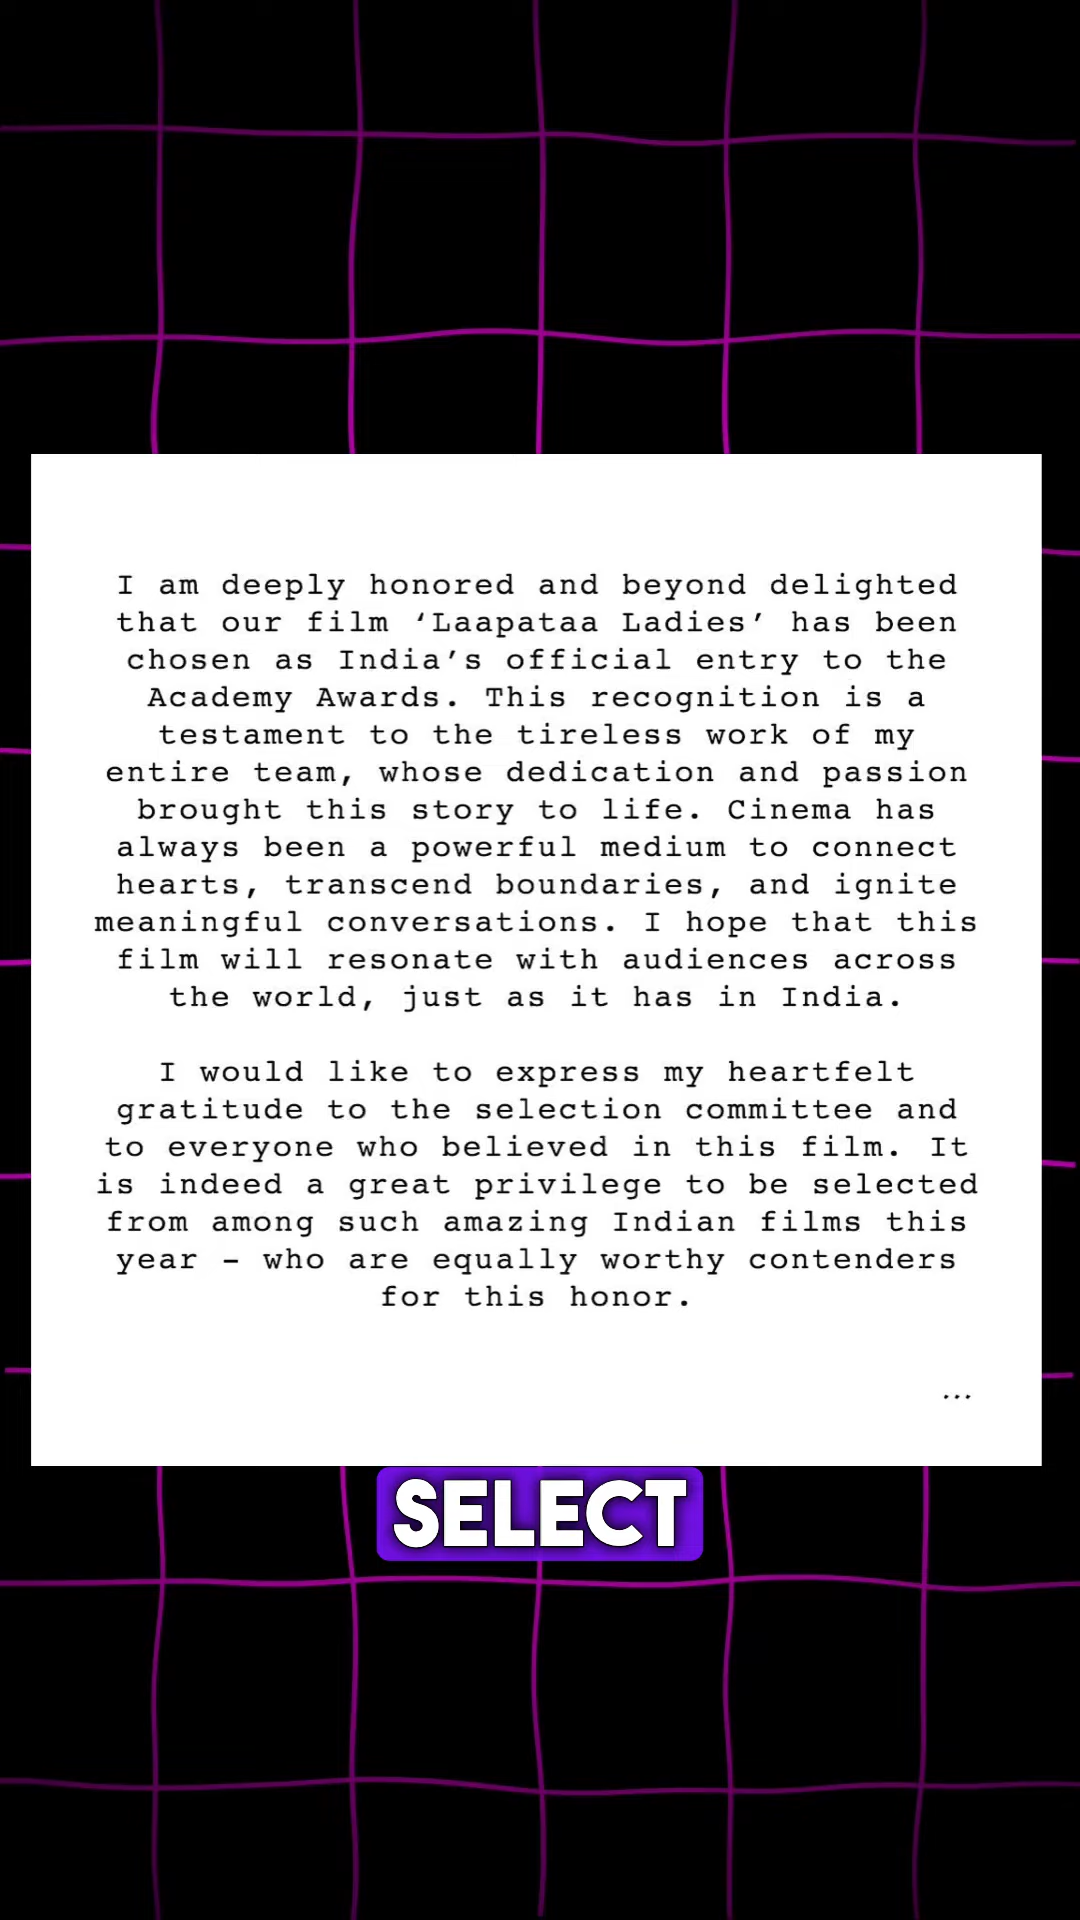 I am deeply honored and beyond delighted
that our film ‘Laapataa Ladies’ has been
chosen as India’s official entry to the
Academy Awards. This recognition is a
testament to the tireless work of my
entire team, whose dedication and passion
brought this story to life. Cinema has
always been a powerful medium to connect
hearts, transcend boundaries, and ignite
meaningful conversations. I hope that this
film will resonate with audiences across
the world, just as it has in India.
I would like to express my heartfelt
gratitude to the selection committee and
to everyone who believed in this film. It
is indeed a great privilege to be selected
from among such amazing Indian films this
year – who are equally worthy contenders
for this honor.
...
SELECT